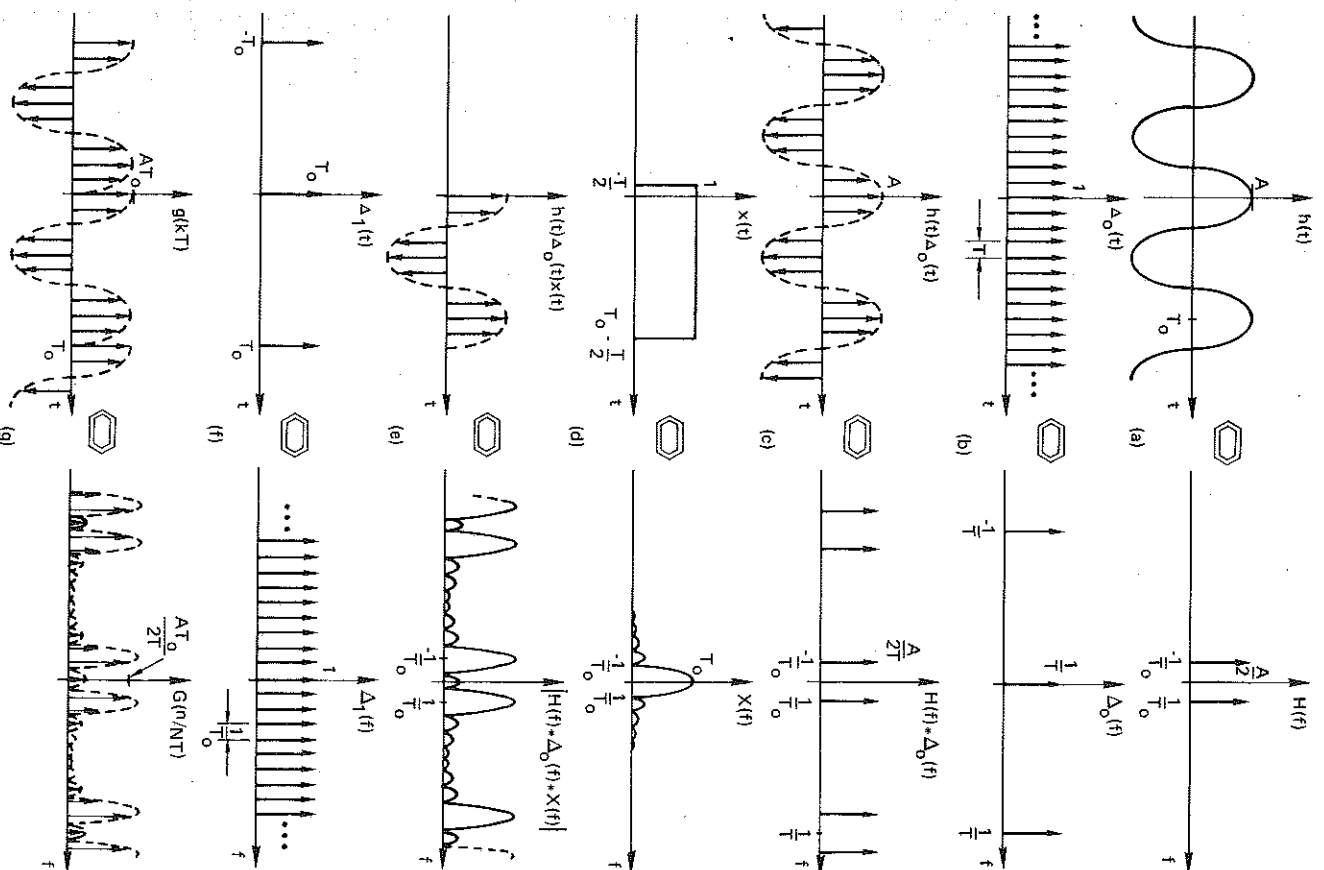 h(t)
A
T₀
t
(a)
H(f)
A/2
-1/T₀
1/T₀
f
Δ₀(t)
1
T
•••
•••
t
(b)
Δ₀(f)
1/T
-1/T
1/T
f
h(t)Δ₀(t)
A
t
(c)
H(f)*Δ₀(f)
A/2T
-1/T₀
1/T₀
1/T
f
x(t)
1
-T/2
T₀ - T/2
t
(d)
X(f)
T₀
-1/T₀
1/T₀
f
h(t)Δ₀(t)x(t)
t
(e)
|H(f)*Δ₀(f)*X(f)|
-1/T₀
1/T₀
f
Δ₁(t)
T₀
-T₀
T₀
t
(f)
Δ₁(f)
1
1/T₀
•••
•••
f
g(kT)
AT₀
T₀
t
(g)
G(n/NT)
AT₀/2T
f